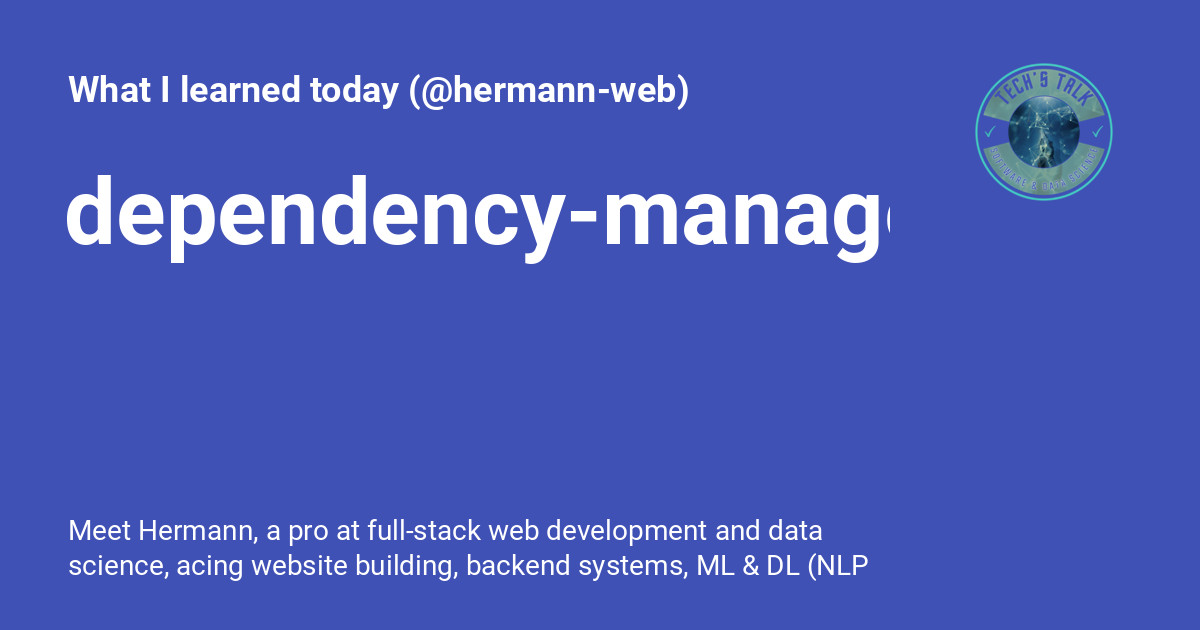 What I learned today (@hermann-web)
TECH'S TALK
dependency-manag
SOFTWARE & DATA SCIENCE
Meet Hermann, a pro at full-stack web development and data
science, acing website building, backend systems, ML & DL (NLP